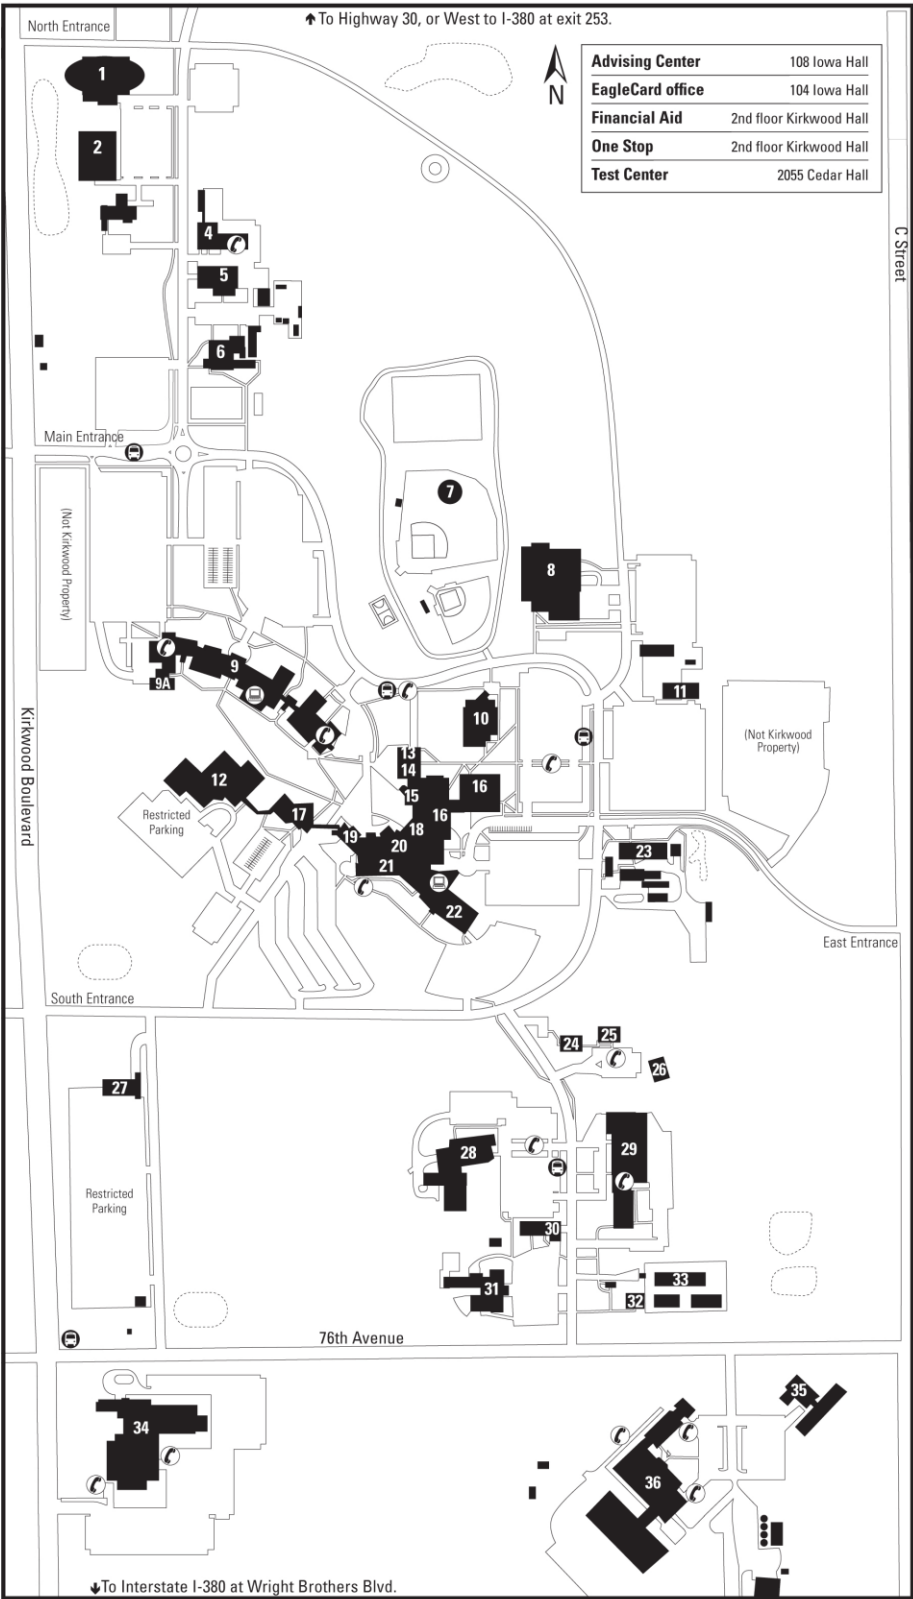 To Highway 30, or West to I-380 at exit 253.
North Entrance
N
Advising Center 108 Iowa Hall
EagleCard office 104 Iowa Hall
Financial Aid 2nd floor Kirkwood Hall
One Stop 2nd floor Kirkwood Hall
Test Center 2055 Cedar Hall
1
2
4
5
6
C Street
Main Entrance
7
(Not Kirkwood Property)
8
9
9A
10
11
Kirkwood Boulevard
(Not Kirkwood
Property)
12
13
14
15
16
16
17
18
19
20
21
22
23
Restricted
Parking
East Entrance
South Entrance
24
25
26
27
28
29
30
31
32
33
Restricted
Parking
76th Avenue
34
35
36
To Interstate I-380 at Wright Brothers Blvd.